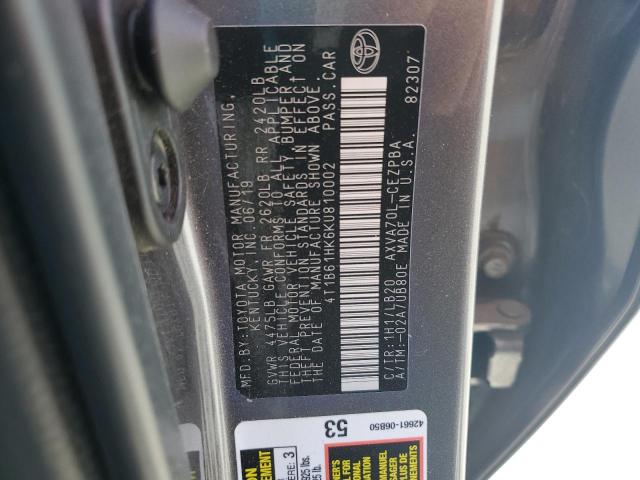 MFD.BY:TOYOTA MOTOR MANUFACTURING,
KENTUCKY,INC. 06/19
GVWR 4475LB GAWR FR 2620LB RR 2420LB
THIS VEHICLE CONFORMS TO ALL APPLICABLE
FEDERAL MOTOR VEHICLE SAFETY, BUMPER, AND
THEFT PREVENTION STANDARDS IN EFFECT ON
THE DATE OF MANUFACTURE SHOWN ABOVE.
4T1B61HK6KU810002 PASS.CAR
C/TR:1H1/LB20 AXVA70L-CEZPBA
A/TM:-02A/UB80E MADE IN U.S.A.
82307
53
42661-06B50
3